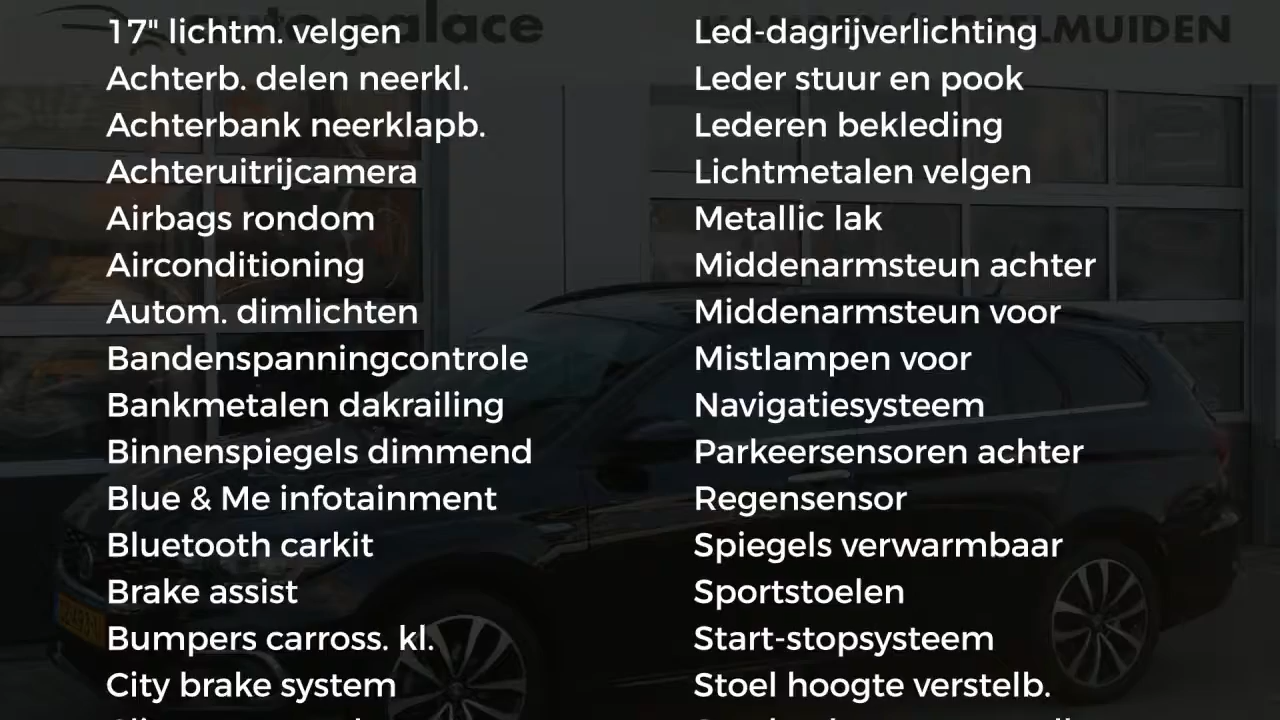 auto palace
LMUIDEN
17" lichtm. velgen
Achterb. delen neerkl.
Achterbank neerklapb.
Achteruitrijcamera
Airbags rondom
Airconditioning
Autom. dimlichten
Bandenspanningcontrole
Bankmetalen dakrailing
Binnenspiegels dimmend
Blue & Me infotainment
Bluetooth carkit
Brake assist
Bumpers carross. kl.
City brake system
Led-dagrijverlichting
Leder stuur en pook
Lederen bekleding
Lichtmetalen velgen
Metallic lak
Middenarmsteun achter
Middenarmsteun voor
Mistlampen voor
Navigatiesysteem
Parkeersensoren achter
Regensensor
Spiegels verwarmbaar
Sportstoelen
Start-stopsysteem
Stoel hoogte verstelb.